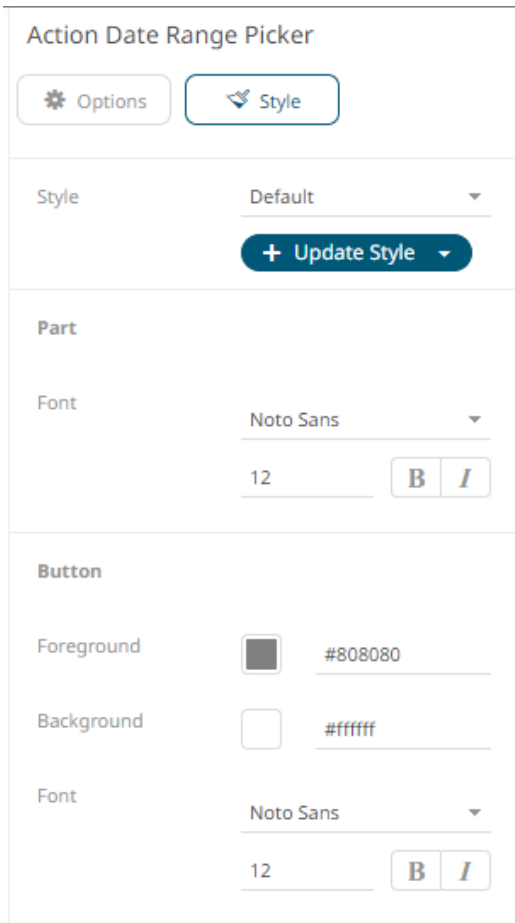 Action Date Range Picker
Options
Style
Style
Default
+ Update Style
Part
Font
Noto Sans
12
B
I
Button
Foreground
#808080
Background
#ffffff
Font
Noto Sans
12
B
I